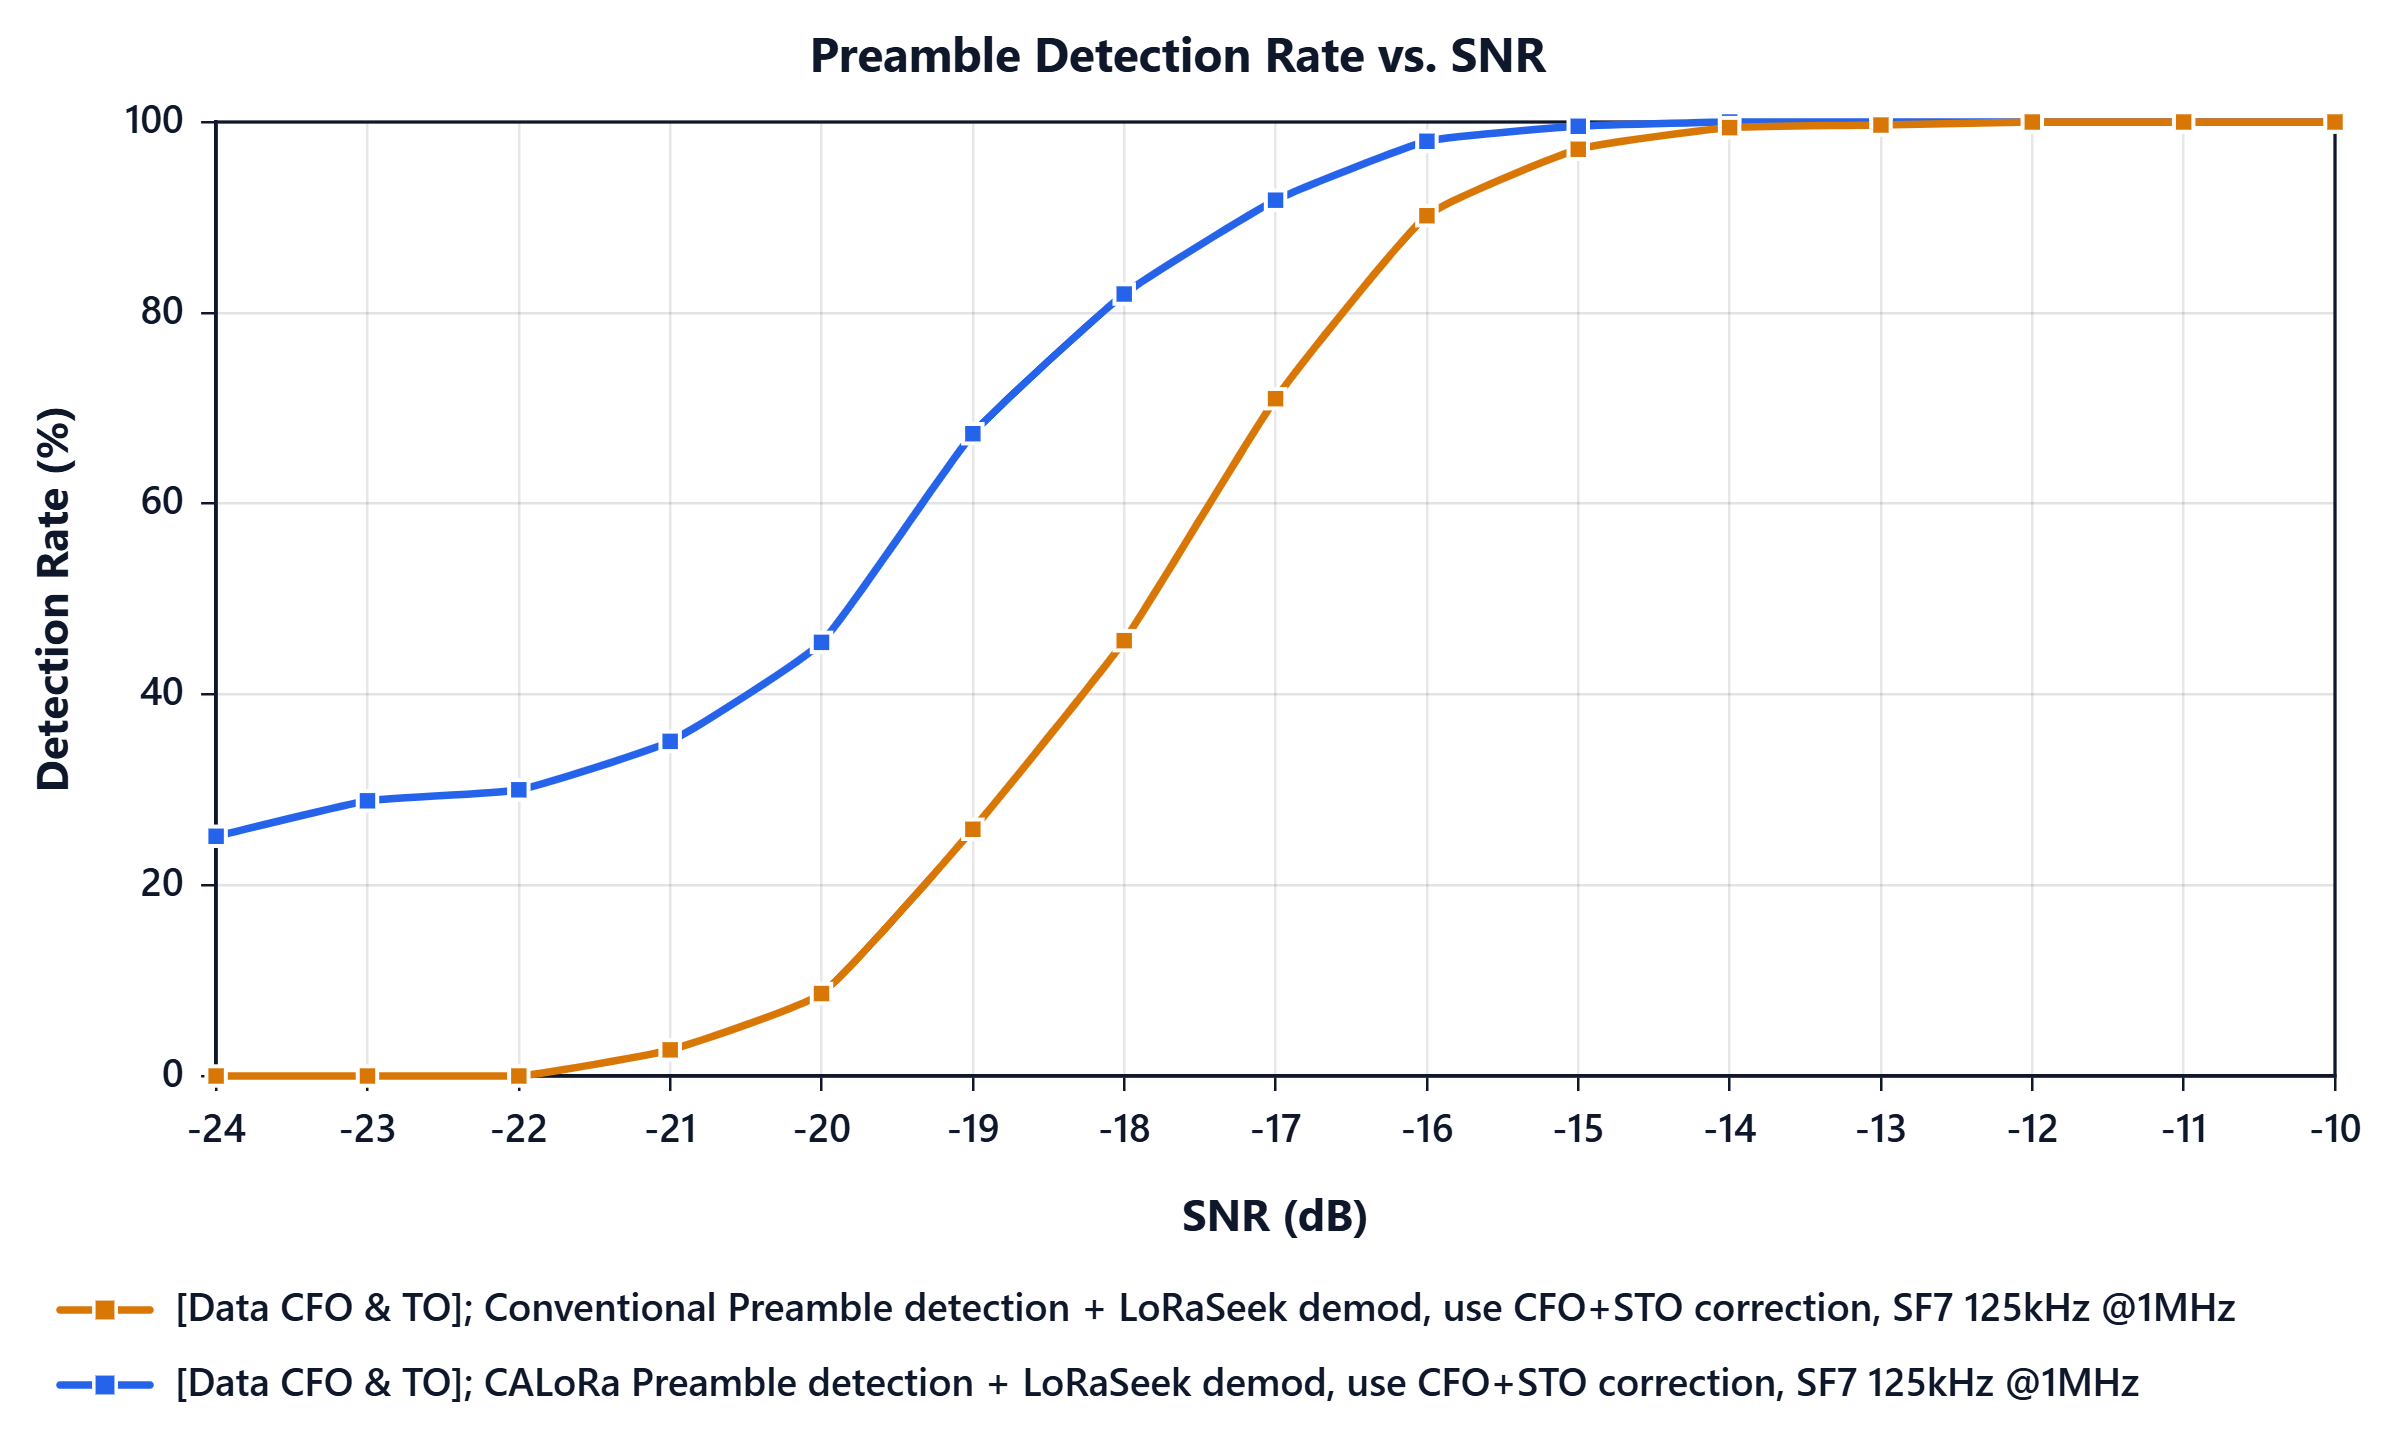 Preamble Detection Rate vs. SNR
100
80
60
40
20
0
Detection Rate (%)
-24 -23 -22 -21 -20 -19 -18 -17 -16 -15 -14 -13 -12 -11 -10
SNR (dB)
[Data CFO & TO]; Conventional Preamble detection + LoRaSeek demod, use CFO+STO correction, SF7 125kHz @1MHz
[Data CFO & TO]; CALoRa Preamble detection + LoRaSeek demod, use CFO+STO correction, SF7 125kHz @1MHz